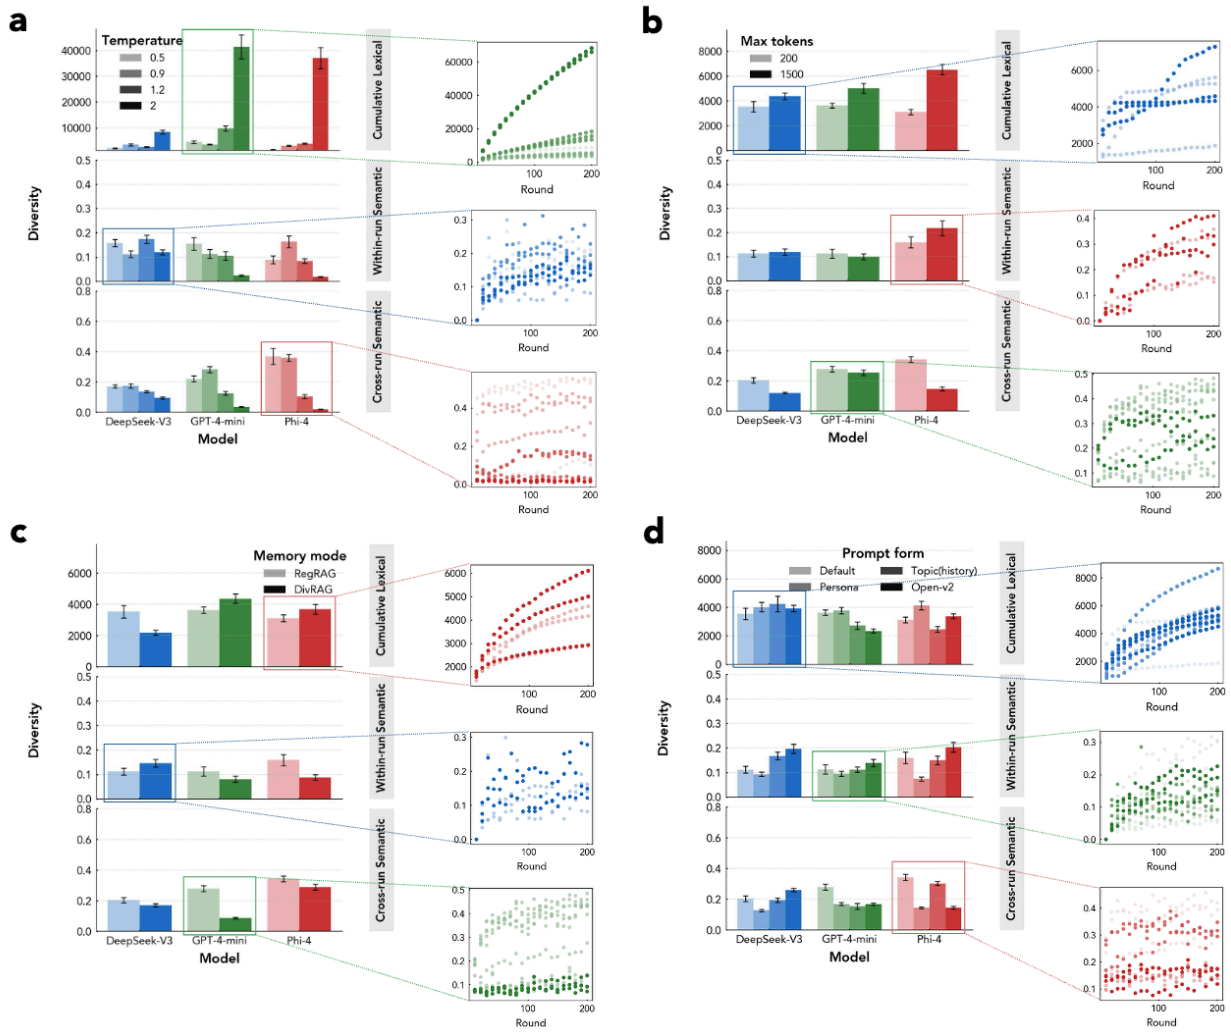 a
Temperature
0.5
0.9
1.2
2
40000
30000
20000
10000
Cumulative Lexical
60000
40000
20000
0
100
200
Round
Diversity
0.5
0.4
0.3
0.2
0.1
0.0
Within-run Semantic
0.3
0.2
0.1
0.0
100
200
Round
0.8
0.6
0.4
0.2
0.0
Cross-run Semantic
0.4
0.2
0.0
100
200
Round
DeepSeek-V3
GPT-4-mini
Phi-4
Model
b
Max tokens
200
1500
8000
6000
4000
2000
0
Cumulative Lexical
6000
4000
2000
100
200
Round
Diversity
0.5
0.4
0.3
0.2
0.1
0.0
Within-run Semantic
0.4
0.3
0.2
0.1
0.0
100
200
Round
0.8
0.6
0.4
0.2
0.0
Cross-run Semantic
0.5
0.4
0.3
0.2
0.1
100
200
Round
DeepSeek-V3
GPT-4-mini
Phi-4
Model
c
Memory mode
RegRAG
DivRAG
6000
4000
2000
0
Cumulative Lexical
6000
5000
4000
3000
2000
100
200
Round
Diversity
0.5
0.4
0.3
0.2
0.1
0.0
Within-run Semantic
0.3
0.2
0.1
0.0
100
200
Round
0.8
0.6
0.4
0.2
0.0
Cross-run Semantic
0.5
0.4
0.3
0.2
0.1
100
200
Round
DeepSeek-V3
GPT-4-mini
Phi-4
Model
d
Prompt form
Default
Persona
Topic(history)
Open-v2
8000
6000
4000
2000
0
Cumulative Lexical
8000
6000
4000
2000
100
200
Round
Diversity
0.5
0.4
0.3
0.2
0.1
0.0
Within-run Semantic
0.3
0.2
0.1
0.0
100
200
Round
0.8
0.6
0.4
0.2
0.0
Cross-run Semantic
0.4
0.3
0.2
0.1
100
200
Round
DeepSeek-V3
GPT-4-mini
Phi-4
Model